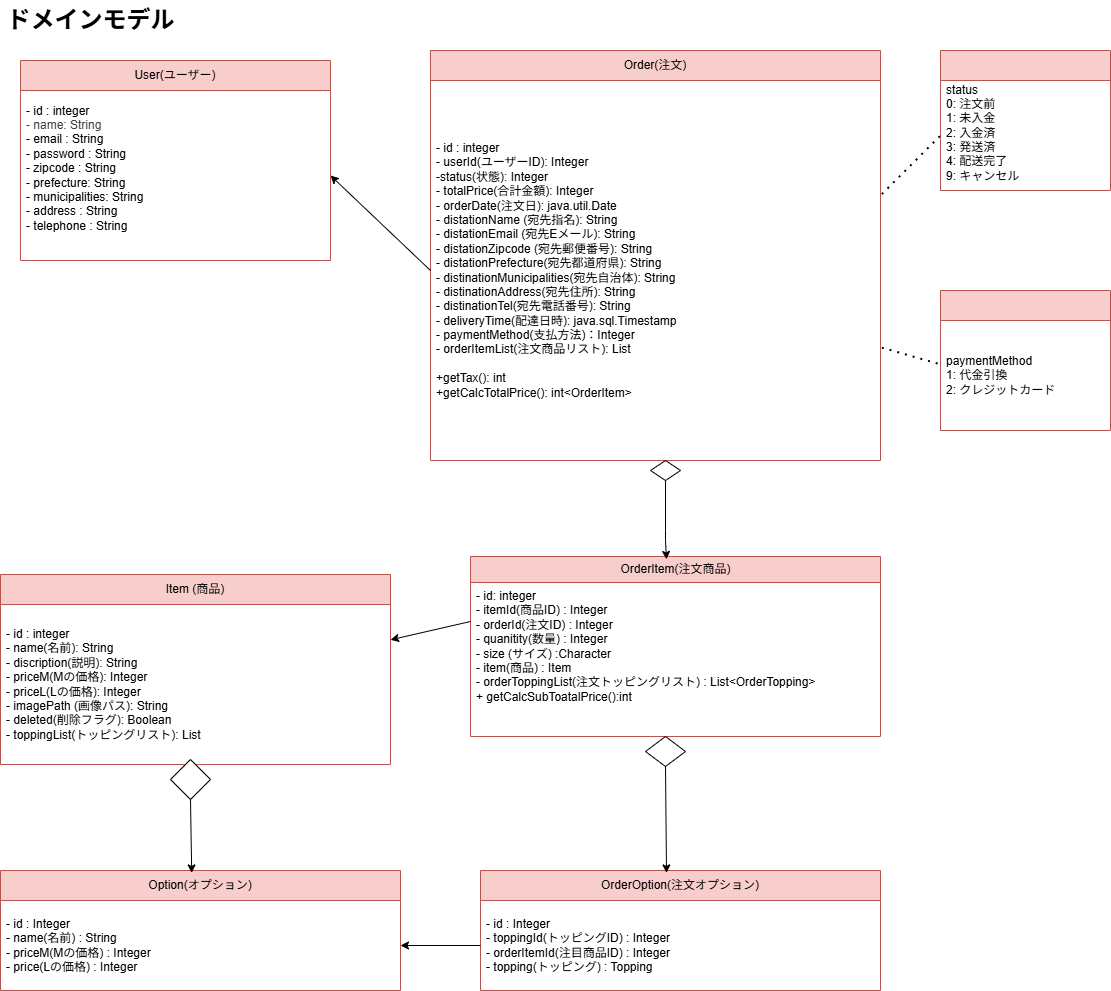 ドメインモデル
User(ユーザー)
- id : integer
- name: String
- email : String
- password : String
- zipcode : String
- prefecture: String
- municipalities: String
- address : String
- telephone : String
Order(注文)
- id : integer
- userId(ユーザーID): Integer
-status(状態): Integer
- totalPrice(合計金額): Integer
- orderDate(注文日): java.util.Date
- distationName (宛先指名): String
- distationEmail (宛先Eメール): String
- distationZipcode (宛先郵便番号): String
- distationPrefecture(宛先都道府県): String
- distinationMunicipalities(宛先自治体): String
- distinationAddress(宛先住所): String
- distinationTel(宛先電話番号): String
- deliveryTime(配達日時): java.sql.Timestamp
- paymentMethod(支払方法)：Integer
- orderItemList(注文商品リスト): List
+getTax(): int
+getCalcTotalPrice(): int<OrderItem>
status
0: 注文前
1: 未入金
2: 入金済
3: 発送済
4: 配送完了
9: キャンセル
paymentMethod
1: 代金引換
2: クレジットカード
Item (商品)
- id : integer
- name(名前): String
- discription(説明): String
- priceM(Mの価格): Integer
- priceL(Lの価格): Integer
- imagePath (画像パス): String
- deleted(削除フラグ): Boolean
- toppingList(トッピングリスト): List
OrderItem(注文商品)
- id: integer
- itemId(商品ID) : Integer
- orderId(注文ID) : Integer
- quanitity(数量) : Integer
- size (サイズ) :Character
- item(商品) : Item
- orderToppingList(注文トッピングリスト) : List<OrderTopping>
+ getCalcSubToatalPrice():int
Option(オプション)
- id : Integer
- name(名前) : String
- priceM(Mの価格) : Integer
- price(Lの価格) : Integer
OrderOption(注文オプション)
- id : Integer
- toppingId(トッピングID) : Integer
- orderItemId(注目商品ID) : Integer
- topping(トッピング) : Topping